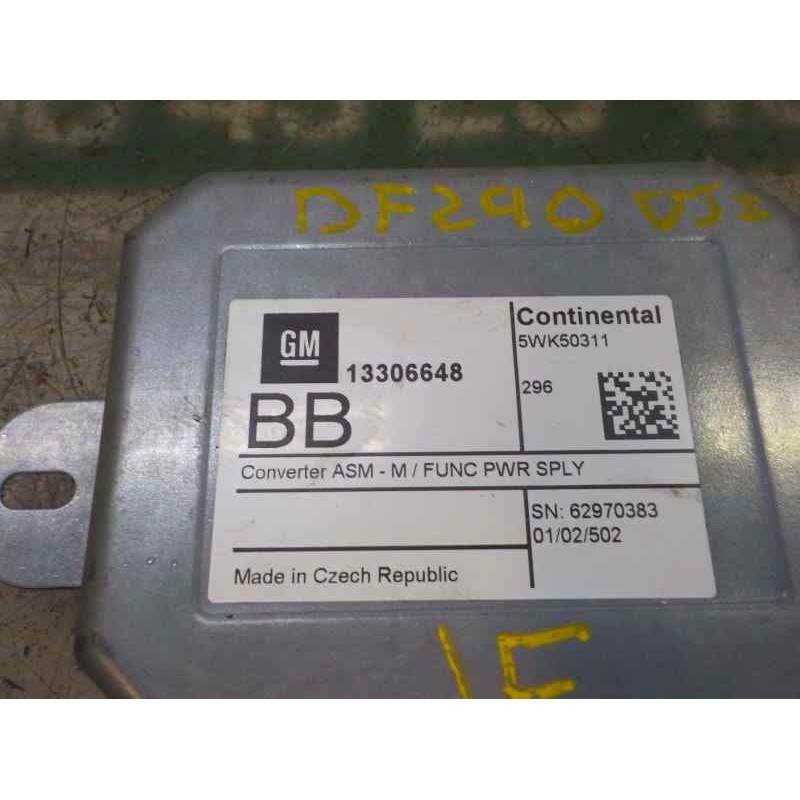 DF290
GM
13306648
BB
Continental
5WK50311
296
Converter ASM - M / FUNC PWR SPLY
SN: 62970383
01/02/502
Made in Czech Republic